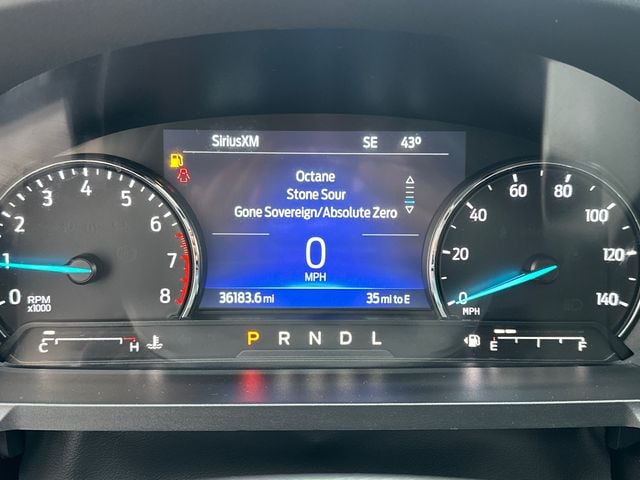 SiriusXM SE 43°
Octane
Stone Sour
Gone Sovereign/Absolute Zero
0
MPH
36183.6 mi 35 mi to E
0 1 2 3 4 5 6 7 8
RPM
x1000
0 20 40 60 80 100 120 140
MPH
C H
P R N D L
E F